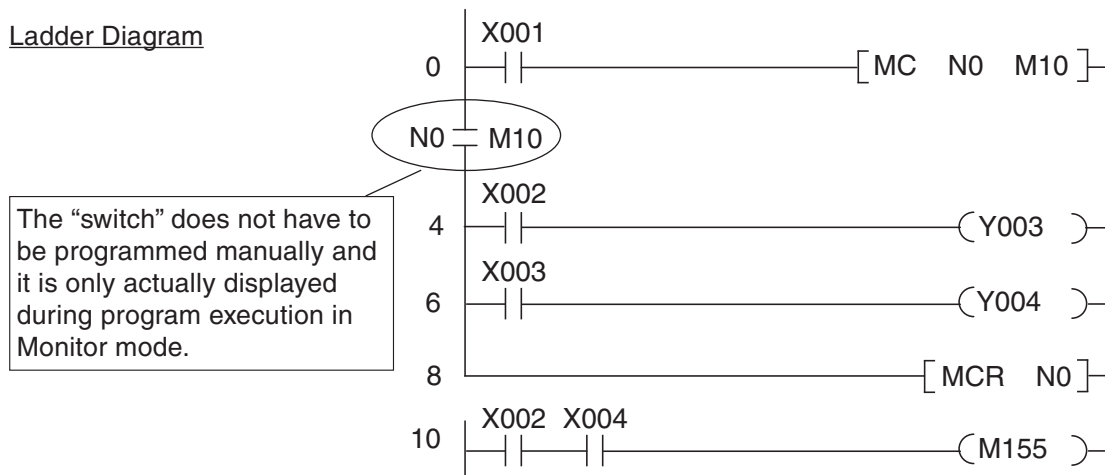 Ladder Diagram
X001
0 [ MC N0 M10 ]
N0 M10
The “switch” does not have to
be programmed manually and
it is only actually displayed
during program execution in
Monitor mode.
X002
4 ( Y003 )
X003
6 ( Y004 )
8 [ MCR N0 ]
X002 X004
10 ( M155 )